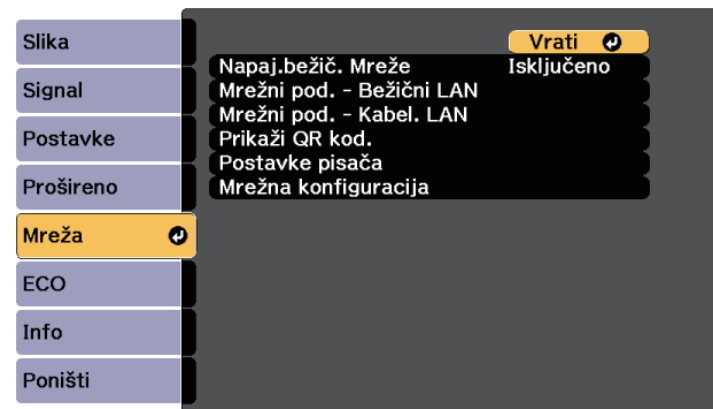 Slika
Signal
Postavke
Prošireno
Mreža
ECO
Info
Poništi
Vrati
Napaj.bežič. Mreže Isključeno
Mrežni pod. - Bežični LAN
Mrežni pod. - Kabel. LAN
Prikaži QR kod.
Postavke pisača
Mrežna konfiguracija